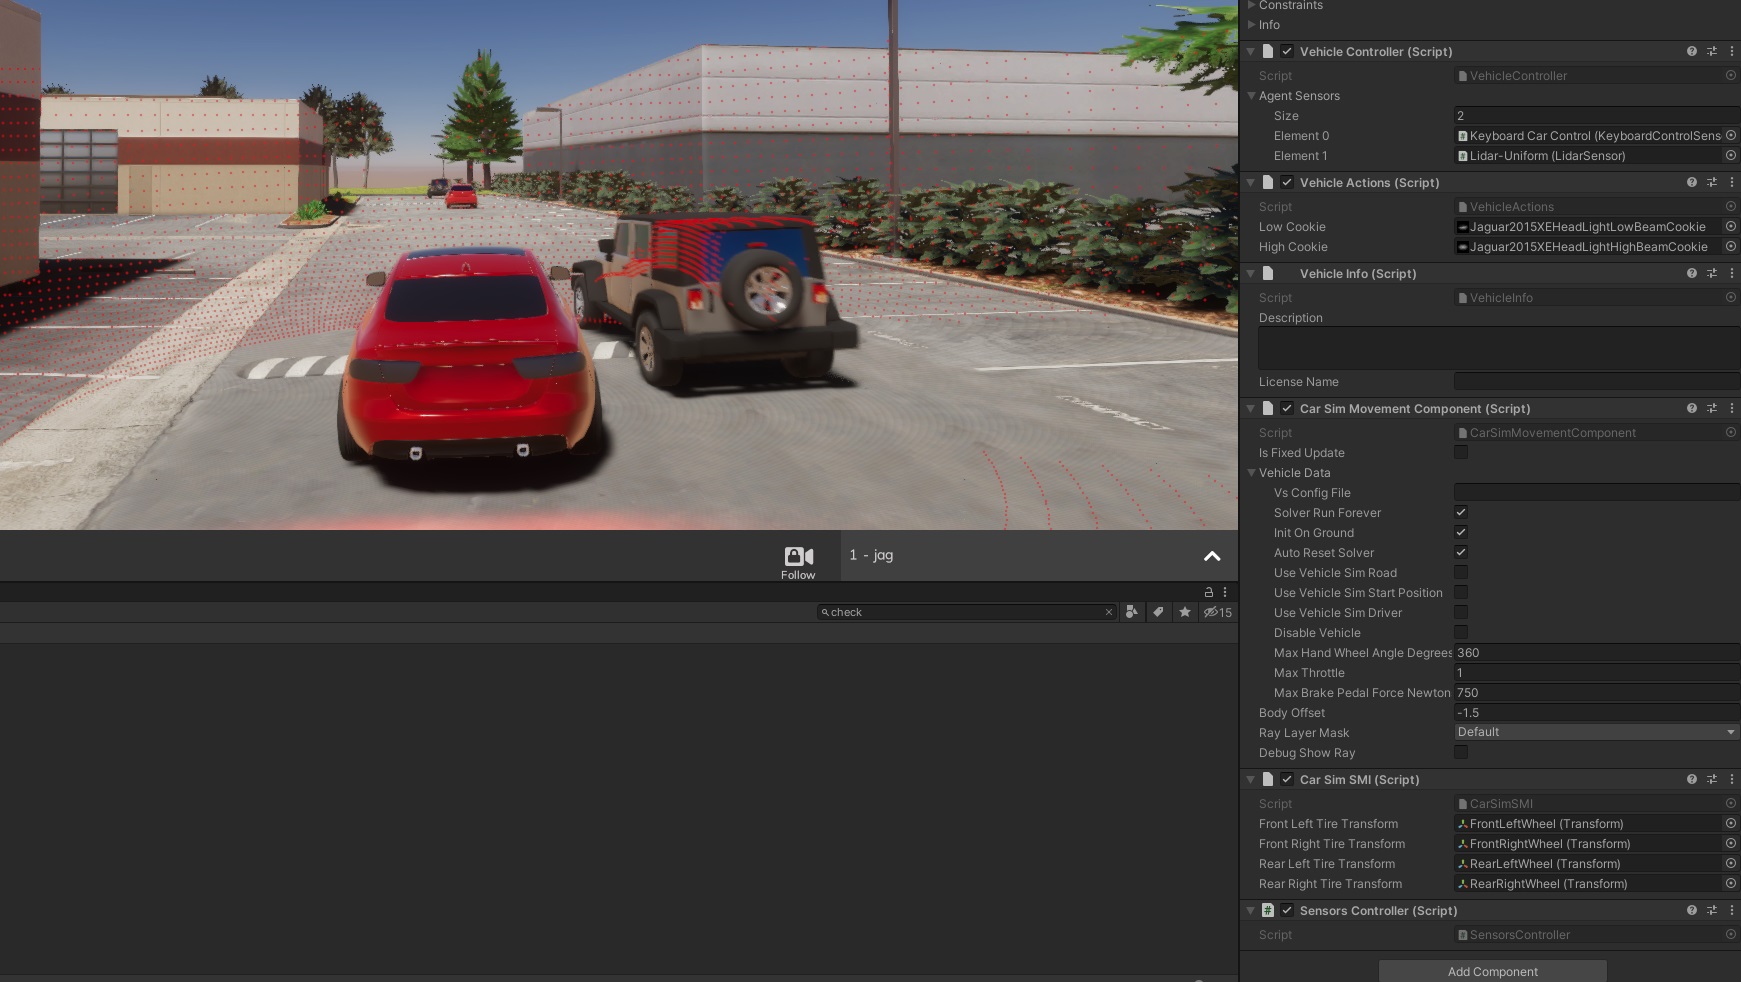 Constraints
Info
Vehicle Controller (Script)
Script VehicleController
Agent Sensors
Size 2
Element 0 Keyboard Car Control (KeyboardControlSens
Element 1 Lidar-Uniform (LidarSensor)
Vehicle Actions (Script)
Script VehicleActions
Low Cookie Jaguar2015XEHeadLightLowBeamCookie
High Cookie Jaguar2015XEHeadLightHighBeamCookie
Vehicle Info (Script)
Script VehicleInfo
Description
License Name
Car Sim Movement Component (Script)
Script CarSimMovementComponent
Is Fixed Update
Vehicle Data
Vs Config File
Solver Run Forever
Init On Ground
Auto Reset Solver
Use Vehicle Sim Road
Use Vehicle Sim Start Position
Use Vehicle Sim Driver
Disable Vehicle
Max Hand Wheel Angle Degrees 360
Max Throttle 1
Max Brake Pedal Force Newton 750
Body Offset -1.5
Ray Layer Mask Default
Debug Show Ray
Car Sim SMI (Script)
Script CarSimSMI
Front Left Tire Transform FrontLeftWheel (Transform)
Front Right Tire Transform FrontRightWheel (Transform)
Rear Left Tire Transform RearLeftWheel (Transform)
Rear Right Tire Transform RearRightWheel (Transform)
Sensors Controller (Script)
Script SensorsController
Add Component
COMPACT
Follow
1 - jag
check
15